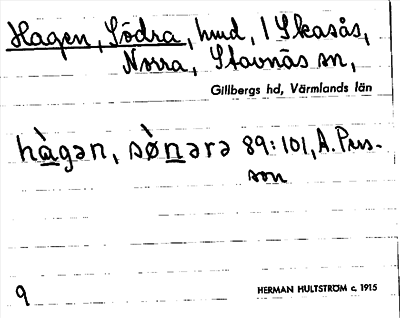 Hagen, Södra, hmd, / Skasås,
Norra, Stavnäs sn,
Gillbergs hd, Värmlands län
hàgən, sø̀nərə 89:101, A. Pers-
son
9
HERMAN HULTSTRÖM c. 1915